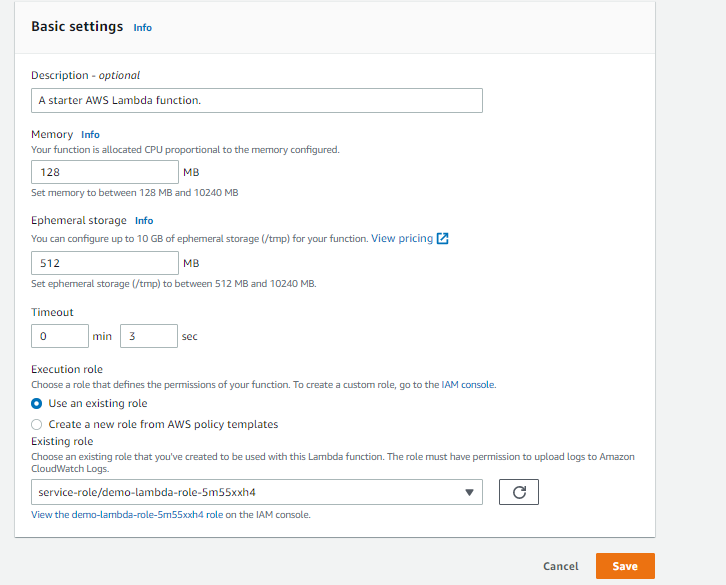 Basic settings Info
Description - optional
A starter AWS Lambda function.
Memory Info
Your function is allocated CPU proportional to the memory configured.
128 MB
Set memory to between 128 MB and 10240 MB
Ephemeral storage Info
You can configure up to 10 GB of ephemeral storage (/tmp) for your function. View pricing
512 MB
Set ephemeral storage (/tmp) to between 512 MB and 10240 MB.
Timeout
0 min 3 sec
Execution role
Choose a role that defines the permissions of your function. To create a custom role, go to the IAM console.
Use an existing role
Create a new role from AWS policy templates
Existing role
Choose an existing role that you've created to be used with this Lambda function. The role must have permission to upload logs to Amazon
CloudWatch Logs.
service-role/demo-lambda-role-5m55xxh4
View the demo-lambda-role-5m55xxh4 role on the IAM console.
Cancel Save